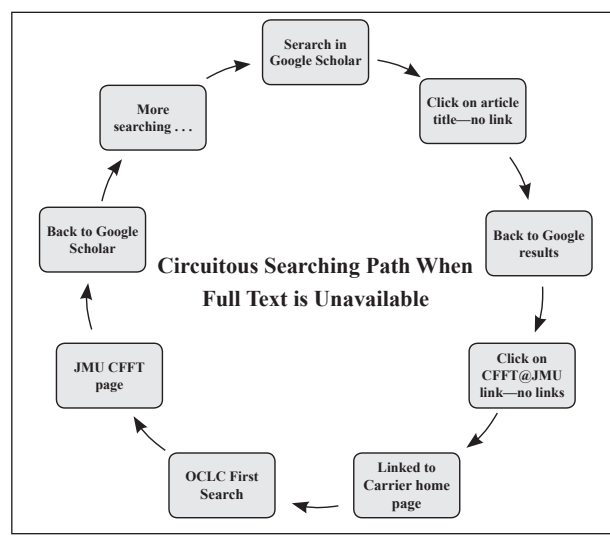 Serarch in
Google Scholar
Click on article
title—no link
Back to Google
results
Click on
CFFT@JMU
link—no links
Linked to
Carrier home
page
OCLC First
Search
JMU CFFT
page
Back to Google
Scholar
More
searching . . .
Circuitous Searching Path When
Full Text is Unavailable